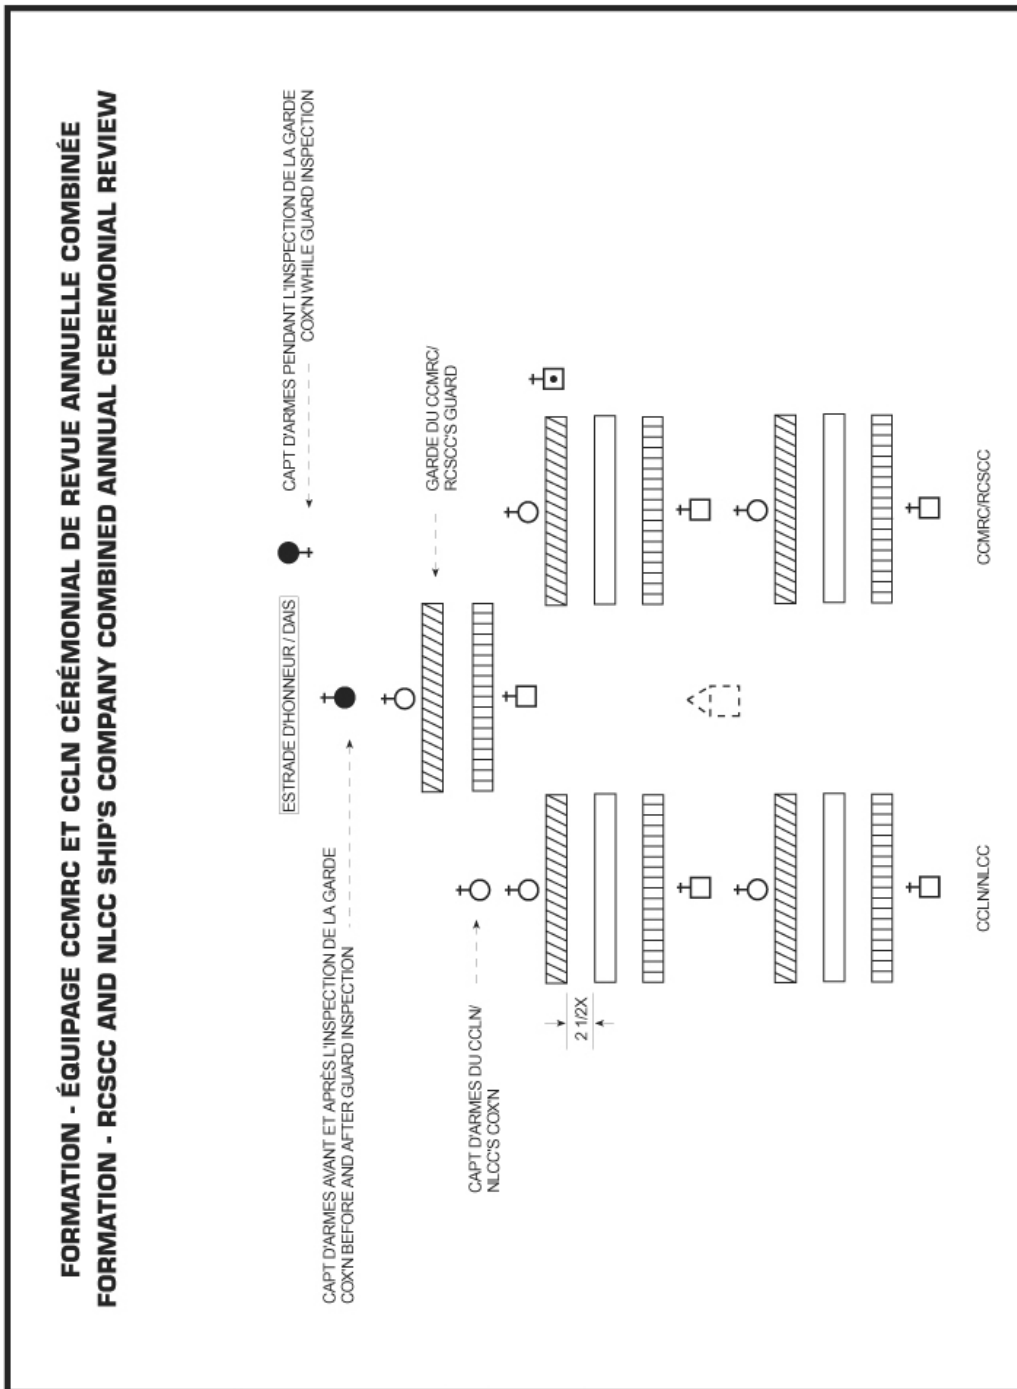 FORMATION - ÉQUIPAGE CCMRC ET CCLN CÉRÉMONIAL DE REVUE ANNUELLE COMBINÉE
FORMATION - RCSCC AND NLCC SHIP'S COMPANY COMBINED ANNUAL CEREMONIAL REVIEW
CAPT D'ARMES PENDANT L'INSPECTION DE LA GARDE
COX'N WHILE GUARD INSPECTION
ESTRADE D'HONNEUR / DAIS
CAPT D'ARMES AVANT ET APRÈS L'INSPECTION DE LA GARDE
COX'N BEFORE AND AFTER GUARD INSPECTION
GARDE DU CCMRC/
RCSCC'S GUARD
CAPT D'ARMES DU CCLN/
NLCC'S COX'N
2 1/2X
CCLN/NLCC
CCMRC/RCSCC